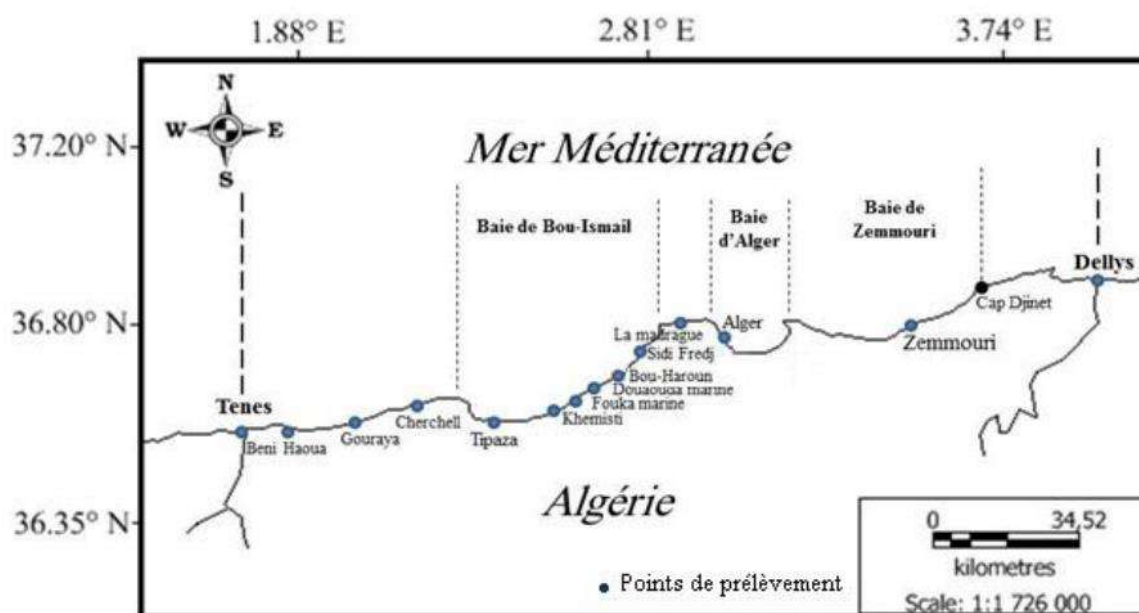 1.88° E 2.81° E 3.74° E
37.20° N
36.80° N
36.35° N
N
W E
S
Mer Méditerranée
Baie de Bou-Ismail
Baie
d'Alger
Baie de
Zemmouri
Dellys
Cap Djinet
La madrague
Alger
Sidi Fredj
Zemmouri
Bou-Haroun
Douaouda marine
Fouka marine
Khemisti
Tenes
Cherchell
Gouraya
Tipaza
Beni Haoua
Algérie
Points de prélèvement
0 34,52
kilometres
Scale: 1:1 726 000